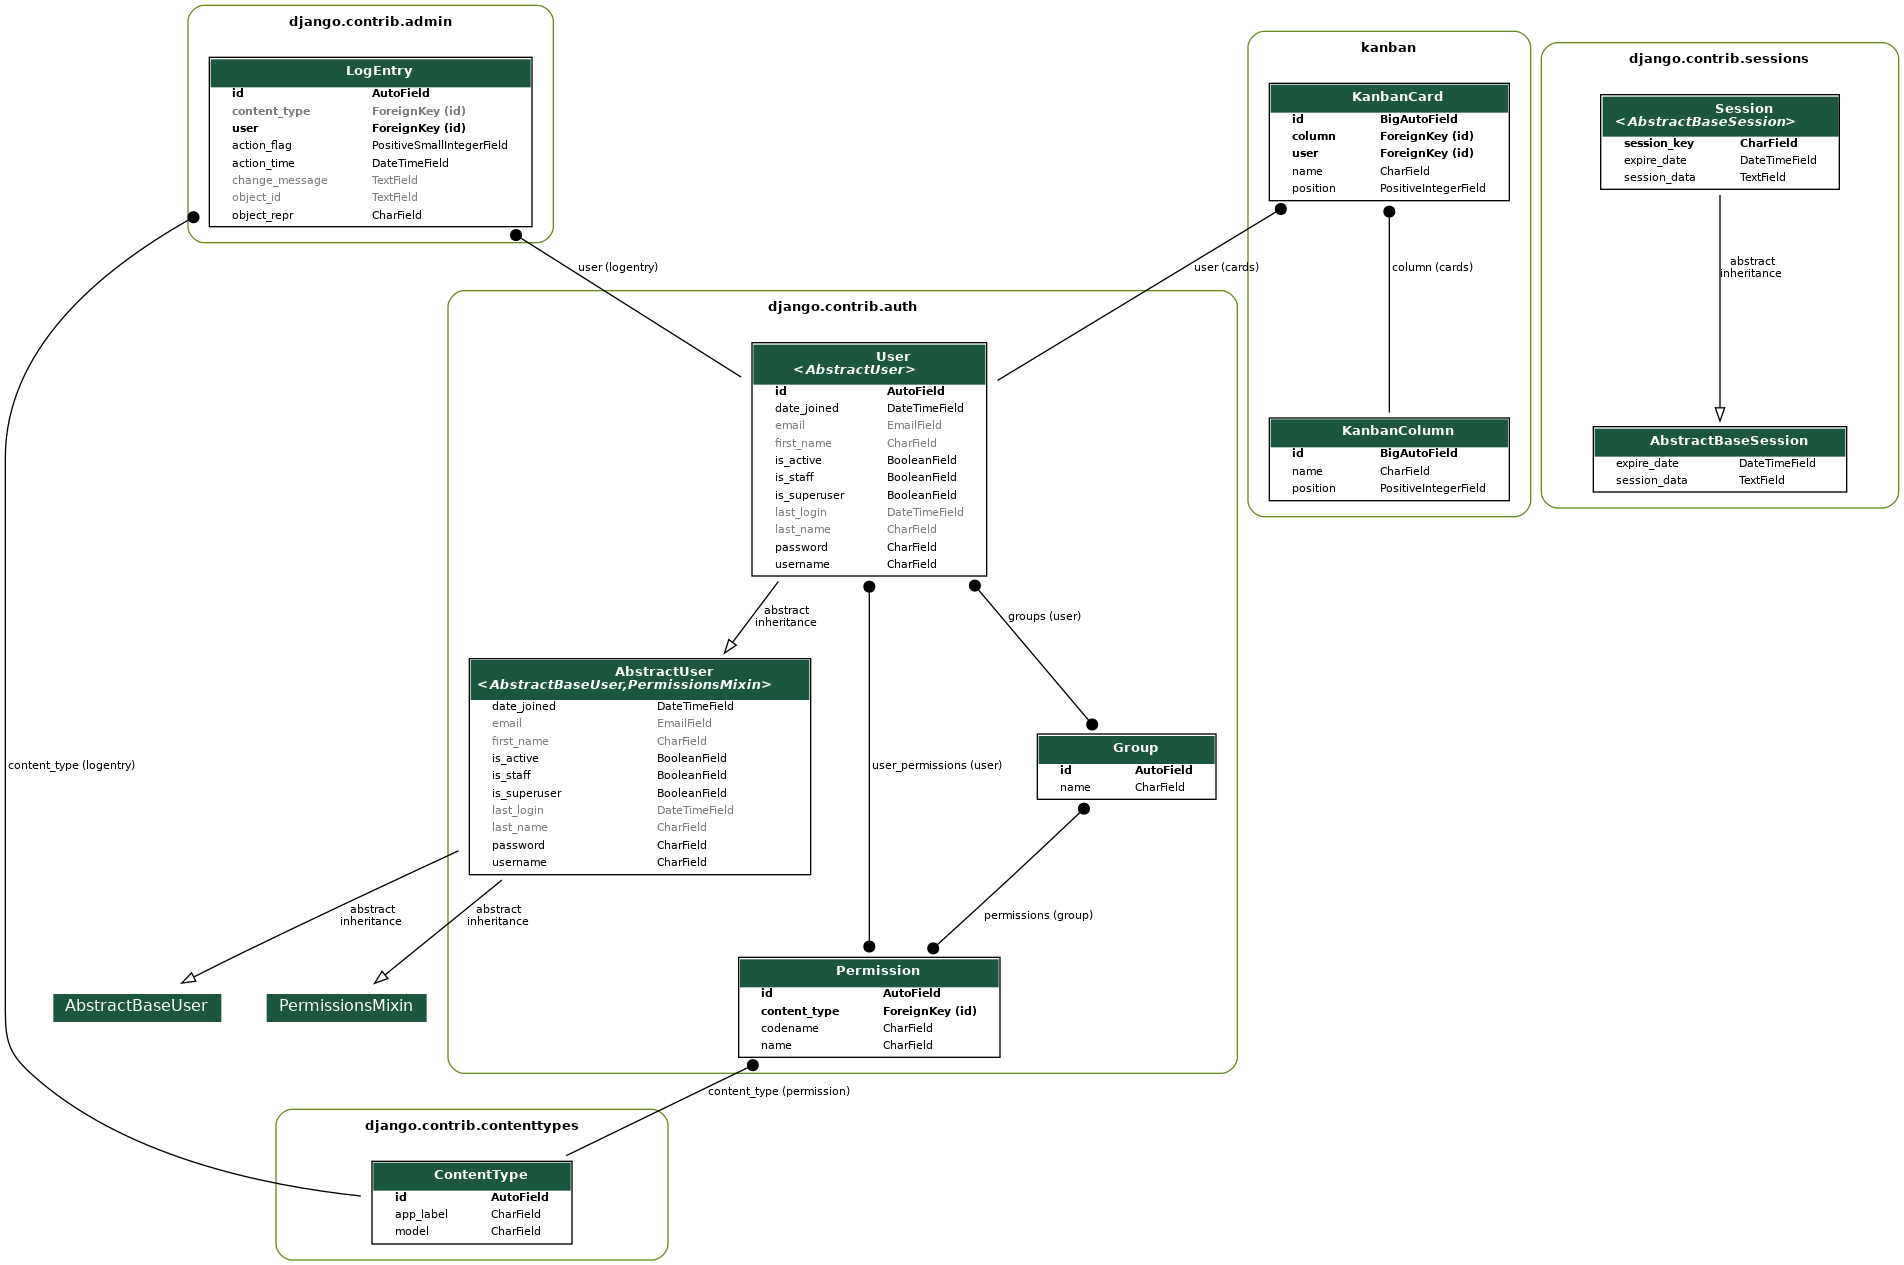 django.contrib.admin
LogEntry
id AutoField
content_type ForeignKey (id)
user ForeignKey (id)
action_flag PositiveSmallIntegerField
action_time DateTimeField
change_message TextField
object_id TextField
object_repr CharField
kanban
KanbanCard
id BigAutoField
column ForeignKey (id)
user ForeignKey (id)
name CharField
position PositiveIntegerField
django.contrib.sessions
Session
<AbstractBaseSession>
session_key CharField
expire_date DateTimeField
session_data TextField
user (logentry)
user (cards)
column (cards)
abstract
inheritance
django.contrib.auth
User
<AbstractUser>
id AutoField
date_joined DateTimeField
email EmailField
first_name CharField
is_active BooleanField
is_staff BooleanField
is_superuser BooleanField
last_login DateTimeField
last_name CharField
password CharField
username CharField
KanbanColumn
id BigAutoField
name CharField
position PositiveIntegerField
AbstractBaseSession
expire_date DateTimeField
session_data TextField
abstract
inheritance
groups (user)
AbstractUser
<AbstractBaseUser,PermissionsMixin>
date_joined DateTimeField
email EmailField
first_name CharField
is_active BooleanField
is_staff BooleanField
is_superuser BooleanField
last_login DateTimeField
last_name CharField
password CharField
username CharField
content_type (logentry)
user_permissions (user)
Group
id AutoField
name CharField
abstract
inheritance
abstract
inheritance
permissions (group)
AbstractBaseUser
PermissionsMixin
Permission
id AutoField
content_type ForeignKey (id)
codename CharField
name CharField
content_type (permission)
django.contrib.contenttypes
ContentType
id AutoField
app_label CharField
model CharField